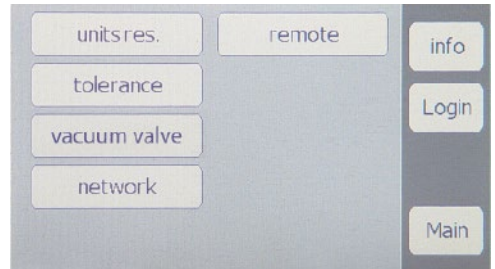 units res.
remote
tolerance
vacuum valve
network
info
Login
Main